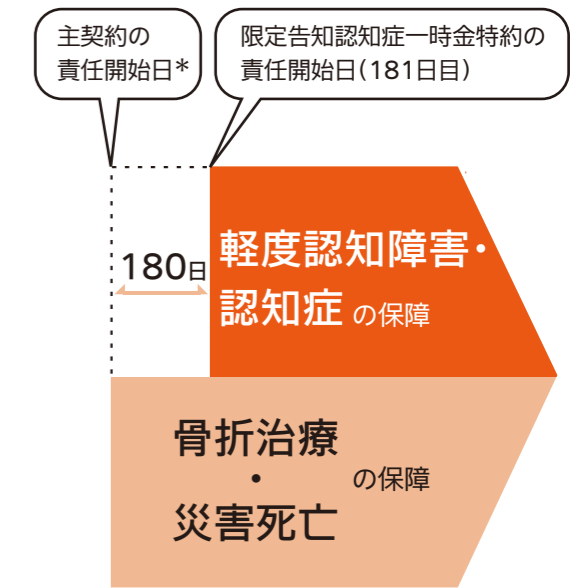 主契約の
責任開始日*
限定告知認知症一時金特約の
責任開始日(181日目)
180日
軽度認知障害・
認知症 の保障
骨折治療
・
災害死亡
の保障